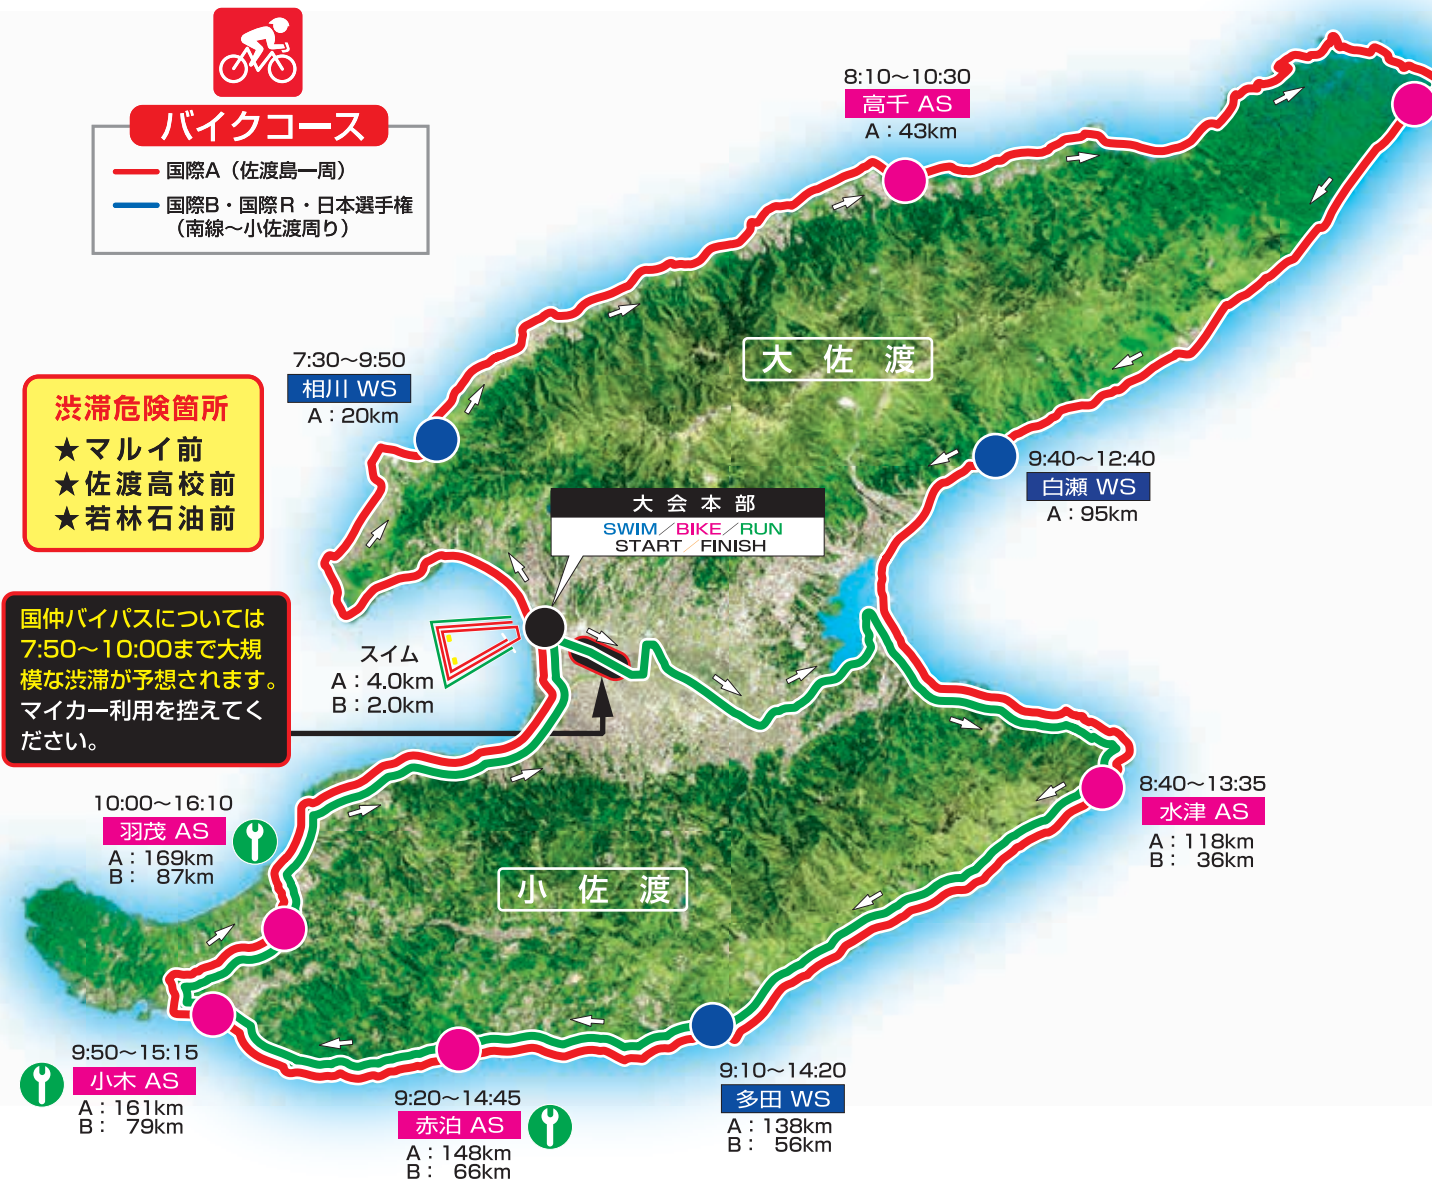 バイクコース
国際A（佐渡島一周）
国際B・国際R・日本選手権
（南線～小佐渡周り）
8:10～10:30
高千 AS
A：43km
7:30～9:50
相川 WS
A：20km
大 佐 渡
渋滞危険箇所
★マルイ前
★佐渡高校前
★若林石油前
9:40～12:40
白瀬 WS
A：95km
大 会 本 部
SWIM／BIKE／RUN
START／FINISH
国仲バイパスについては
7:50～10:00まで大規
模な渋滞が予想されます。
マイカー利用を控えてく
ださい。
スイム
A：4.0km
B：2.0km
8:40～13:35
水津 AS
A：118km
B： 36km
10:00～16:10
羽茂 AS
A：169km
B： 87km
小 佐 渡
9:50～15:15
小木 AS
A：161km
B： 79km
9:20～14:45
赤泊 AS
A：148km
B： 66km
9:10～14:20
多田 WS
A：138km
B： 56km